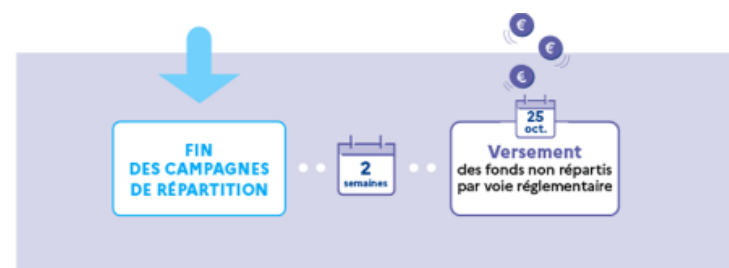 €
€
€
FIN
DES CAMPAGNES
DE RÉPARTITION
2
semaines
25
oct.
Versement
des fonds non répartis
par voie réglementaire